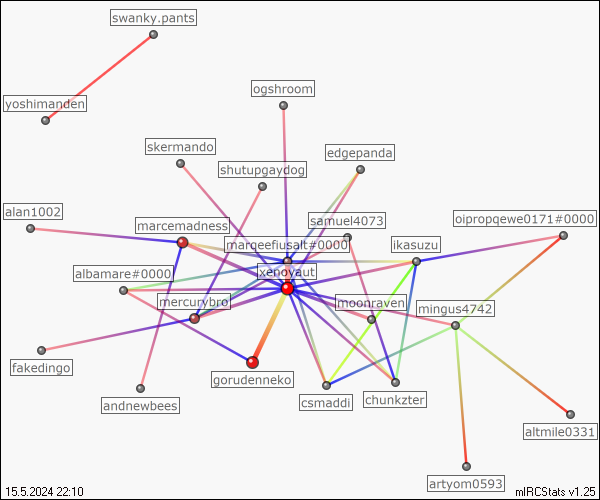 swanky.pants
yoshimanden
ogshroom
skermando
edgepanda
shutupgaydog
alan1002
samuel4073
oipropqewe0171#0000
marcemadness
marqeefiusalt#0000
ikasuzu
albamare#0000
xenoyaut
mercurybro
moonraven
mingus4742
fakedingo
gorudenneko
andnewbees
csmaddi
chunkzter
altmile0331
artyom0593
15.5.2024 22:10
mIRCStats v1.25